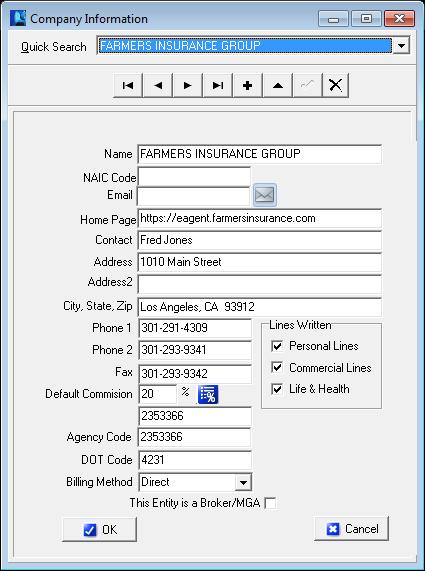 Company Information
Quick Search FARMERS INSURANCE GROUP
Name FARMERS INSURANCE GROUP
NAIC Code
Email
Home Page https://eagent.farmersinsurance.com
Contact Fred Jones
Address 1010 Main Street
Address2
City, State, Zip Los Angeles, CA  93912
Phone 1 301-291-4309
Lines Written
Personal Lines
Phone 2 301-293-9341
Commercial Lines
Fax 301-293-9342
Life & Health
Default Commision 20 %
2353366
Agency Code 2353366
DOT Code 4231
Billing Method Direct
This Entity is a Broker/MGA
OK
Cancel